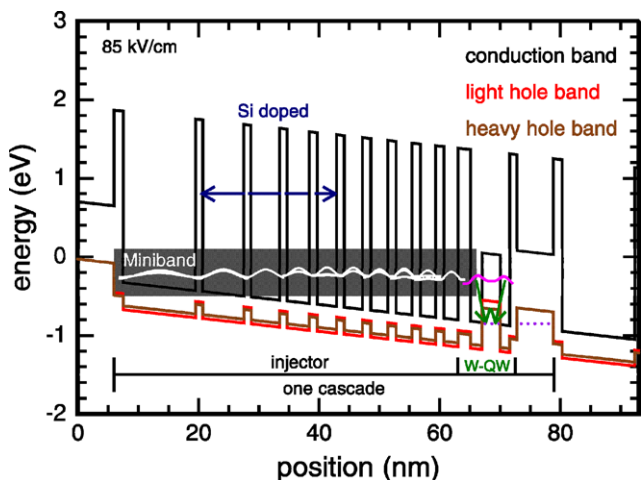 85 kV/cm
conduction band
light hole band
heavy hole band
Si doped
Miniband
injector
W-QW
one cascade
3
2
1
0
-1
-2
energy (eV)
0
20
40
60
80
position (nm)